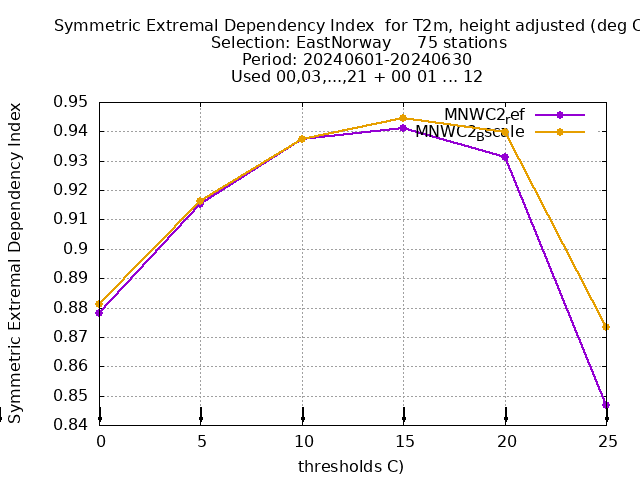 Symmetric Extremal Dependency Index for T2m, height adjusted (deg
Selection: EastNorway 75 stations
Period: 20240601-20240630
Used 00,03,...,21 + 00 01 ... 12
Symmetric Extremal Dependency Index
0.95
0.94
0.93
0.92
0.91
0.9
0.89
0.88
0.87
0.86
0.85
0.84
MNWC2ref
MNWC2Bscale
0 5 10 15 20 25
thresholds C)